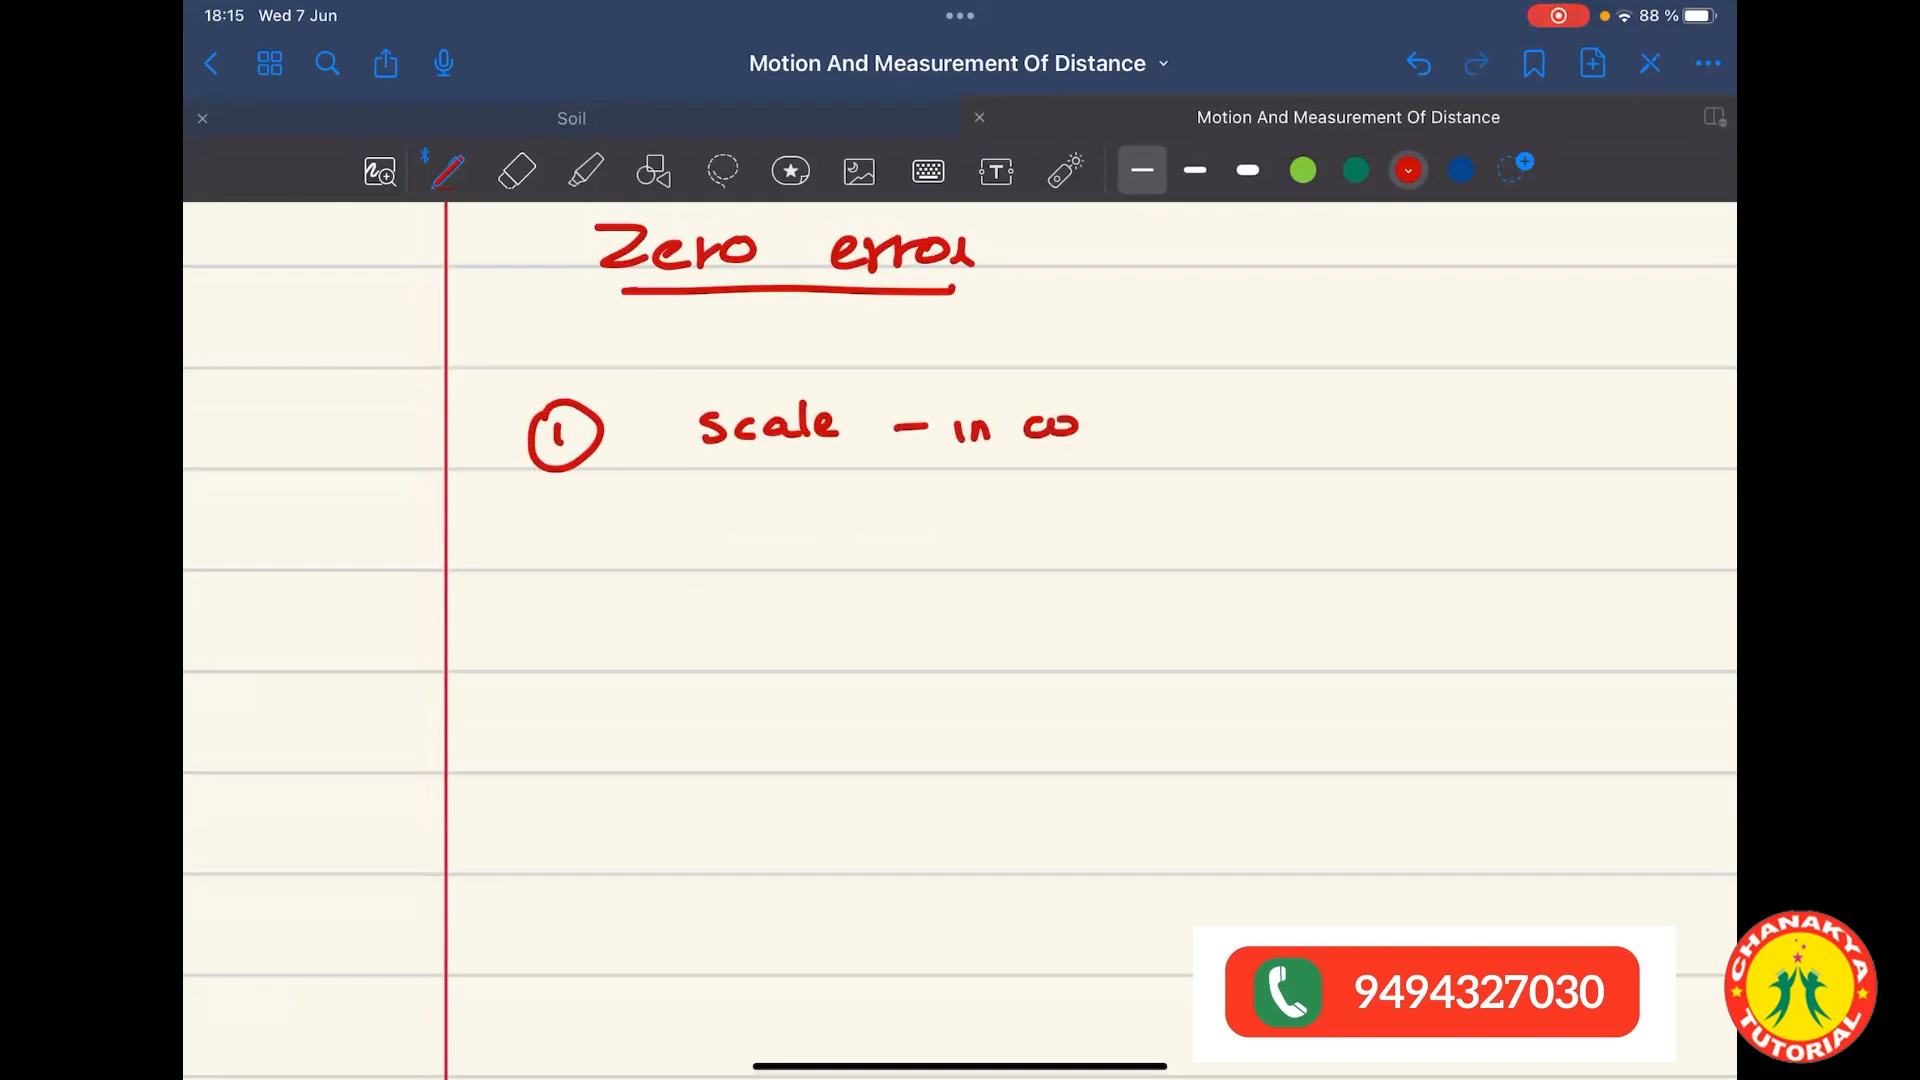 18:15 Wed 7 Jun
88 %
Motion And Measurement Of Distance
Soil
Motion And Measurement Of Distance
T
Zero error
1 scale – in co
9494327030
CHANAKYA
TUTORIAL